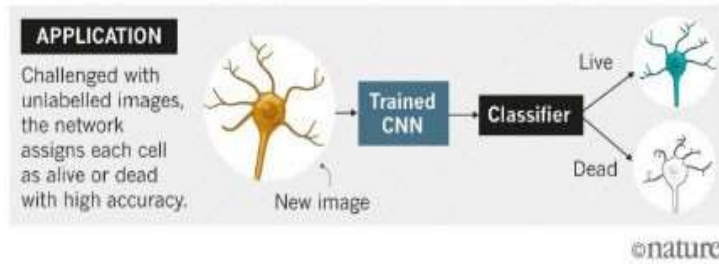 APPLICATION
Challenged with
unlabelled images,
the network
assigns each cell
as alive or dead
with high accuracy.
New image
Trained
CNN
Classifier
Live
Dead
©nature